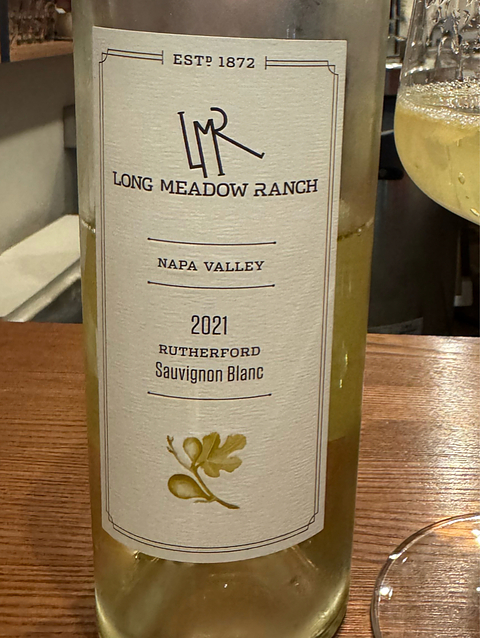 ESTD 1872
LMR
LONG MEADOW RANCH
NAPA VALLEY
2021
RUTHERFORD
Sauvignon Blanc